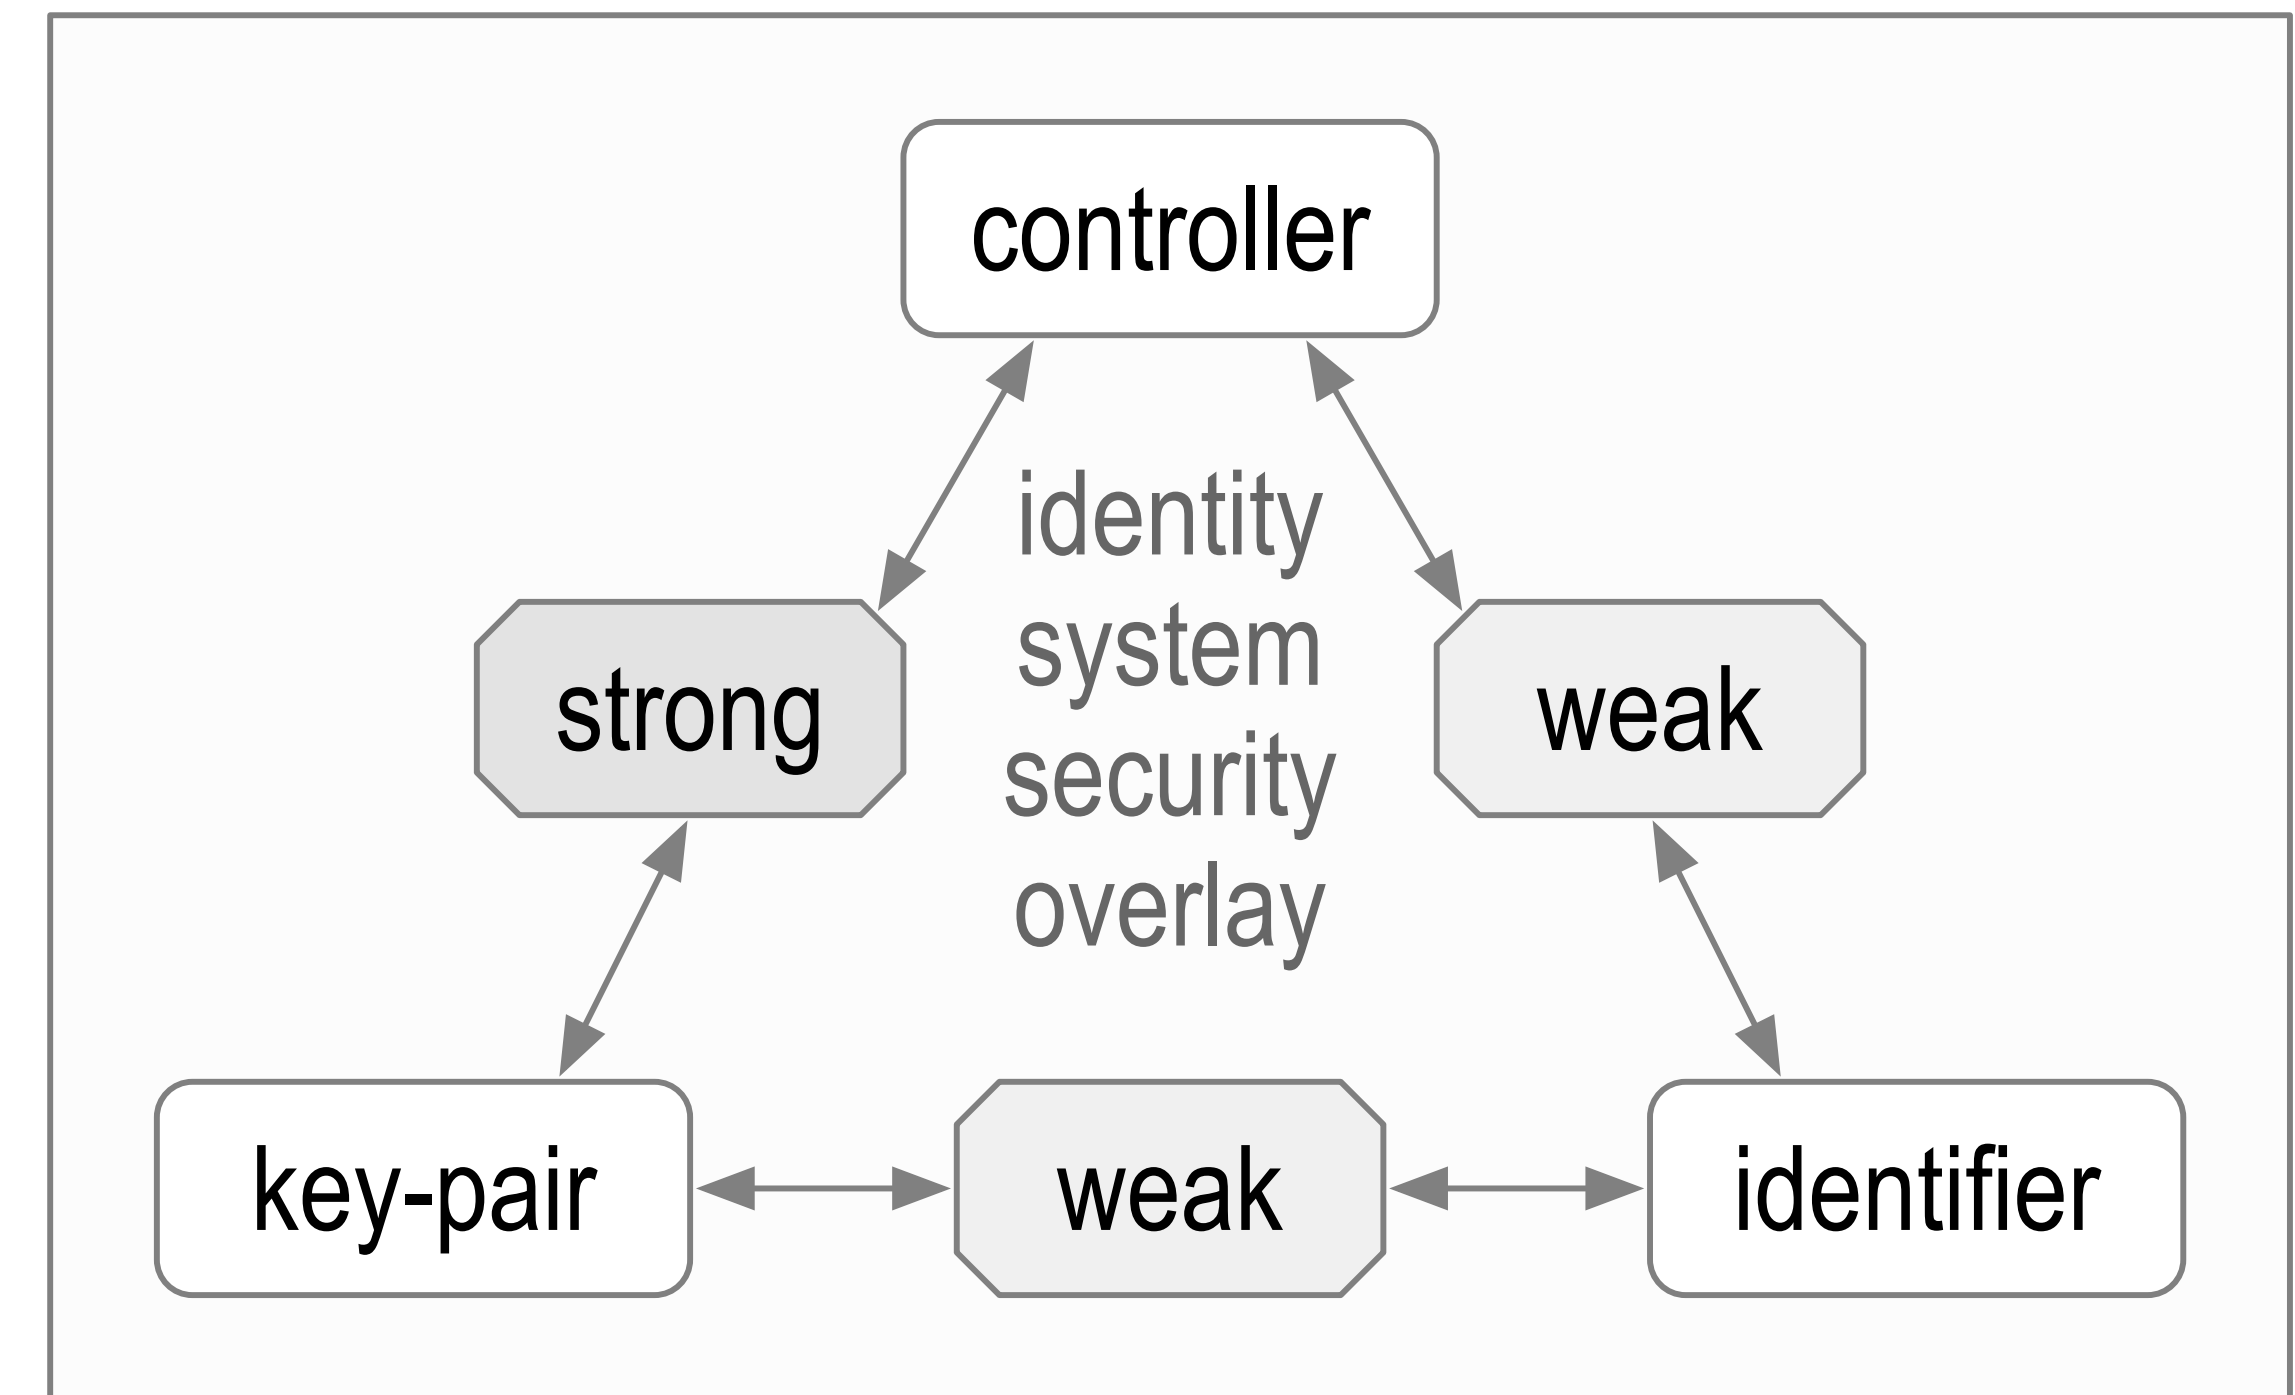 controller
identity
system
security
overlay
strong
weak
key-pair
weak
identifier